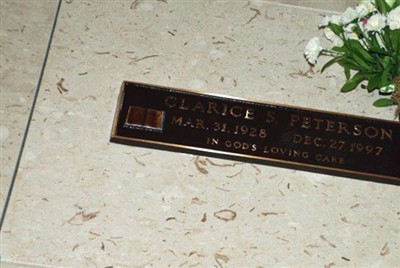 CLARICE S. PETERSON
MAR. 31, 1928 DEC. 27, 1997
IN GOD'S LOVING CARE